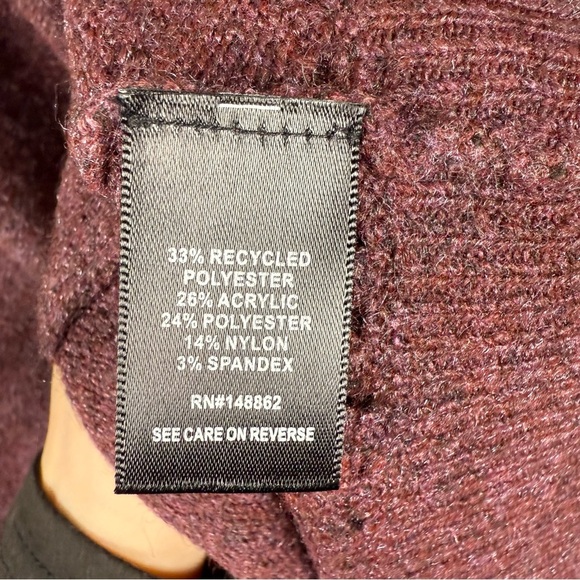 33% RECYCLED
POLYESTER
26% ACRYLIC
24% POLYESTER
14% NYLON
3% SPANDEX
RN#148862
SEE CARE ON REVERSE